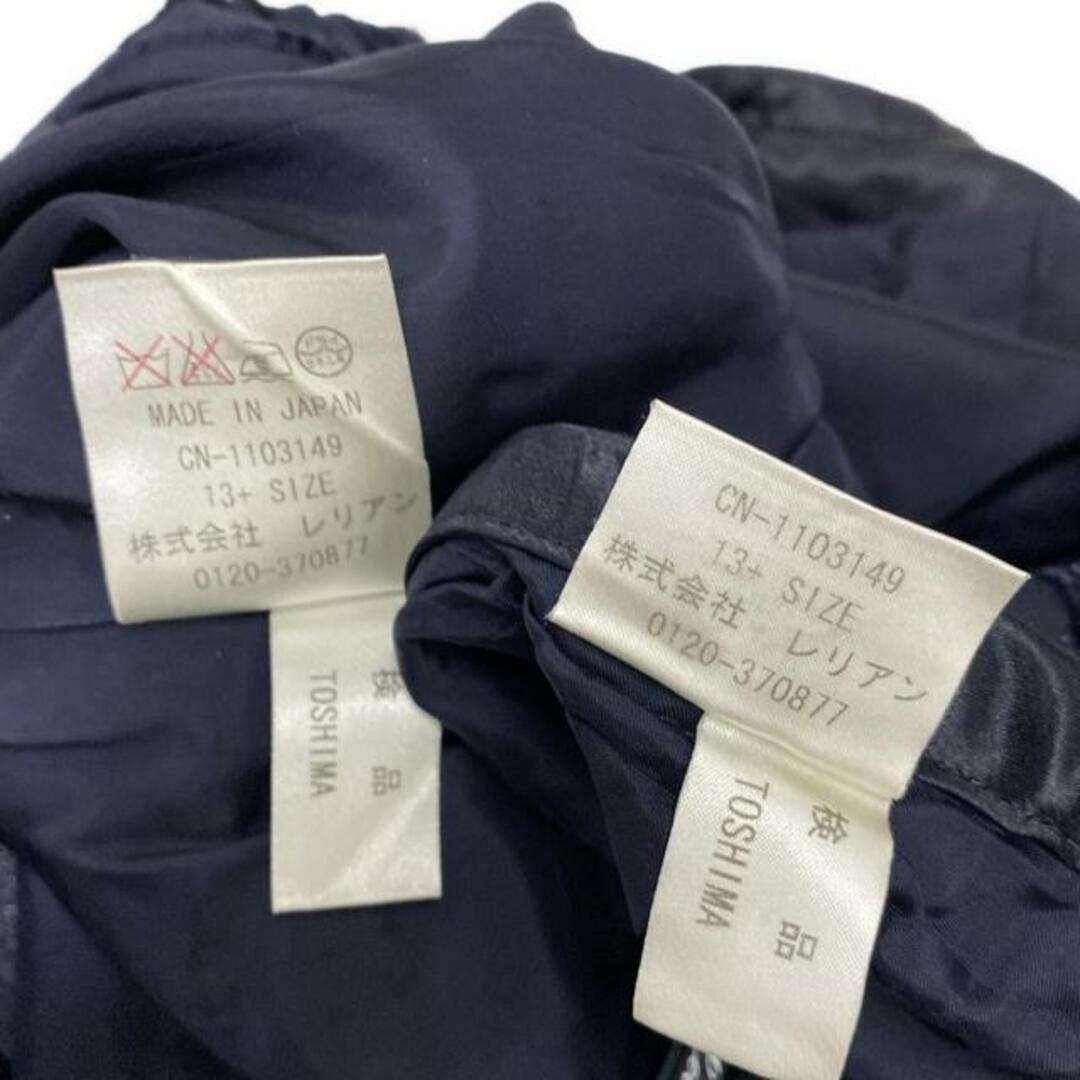 MADE IN JAPAN
CN-1103149
13+ SIZE
株式会社 レリアン
0120-370877
検品
TOSHIMA
CN-1103149
13+ SIZE
株式会社 レリアン
0120-370877
検品
TOSHIMA